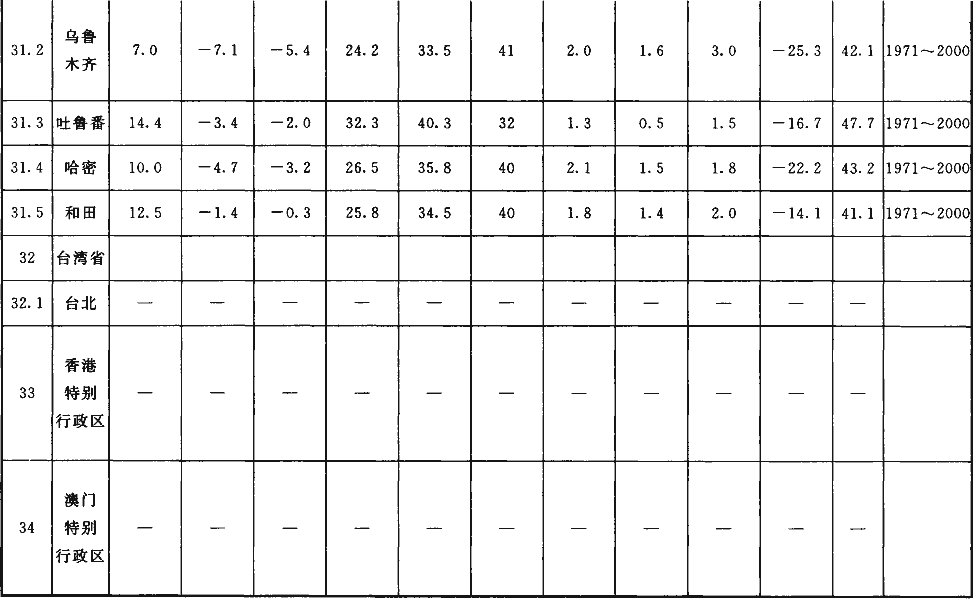 31.2 乌鲁木齐 7.0 −7.1 −5.4 24.2 33.5 41 2.0 1.6 3.0 −25.3 42.1 1971～2000
31.3 吐鲁番 14.4 −3.4 −2.0 32.3 40.3 32 1.3 0.5 1.5 −16.7 47.7 1971～2000
31.4 哈密 10.0 −4.7 −3.2 26.5 35.8 40 2.1 1.5 1.8 −22.2 43.2 1971～2000
31.5 和田 12.5 −1.4 −0.3 25.8 34.5 40 1.8 1.4 2.0 −14.1 41.1 1971～2000
32 台湾省
32.1 台北 — — — — — — — — — — —
33 香港特别行政区 — — — — — — — — — — —
34 澳门特别行政区 — — — — — — — — — — —